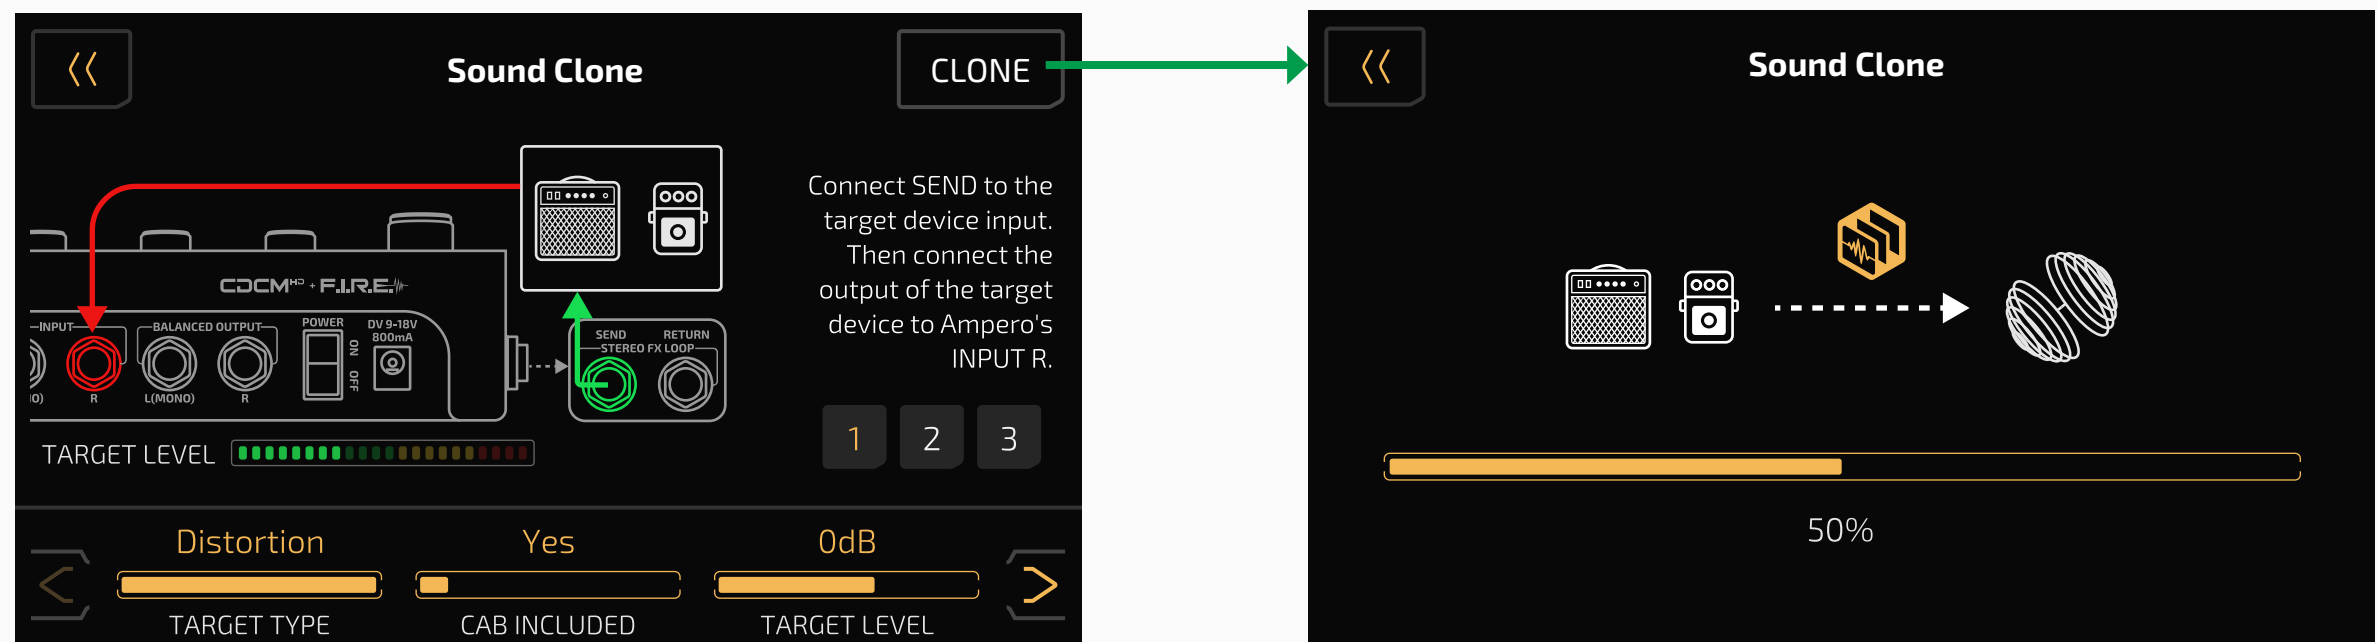 Sound Clone
CLONE
Connect SEND to the
target device input.
Then connect the
output of the target
device to Ampero's
INPUT R.
CDCM HD + F.I.R.E.
INPUT
BALANCED OUTPUT
POWER
DV 9-18V
800mA
ON OFF
R
L(MONO)
R
SEND
RETURN
STEREO FX LOOP
1 2 3
TARGET LEVEL
Distortion
Yes
0dB
TARGET TYPE
CAB INCLUDED
TARGET LEVEL
Sound Clone
50%